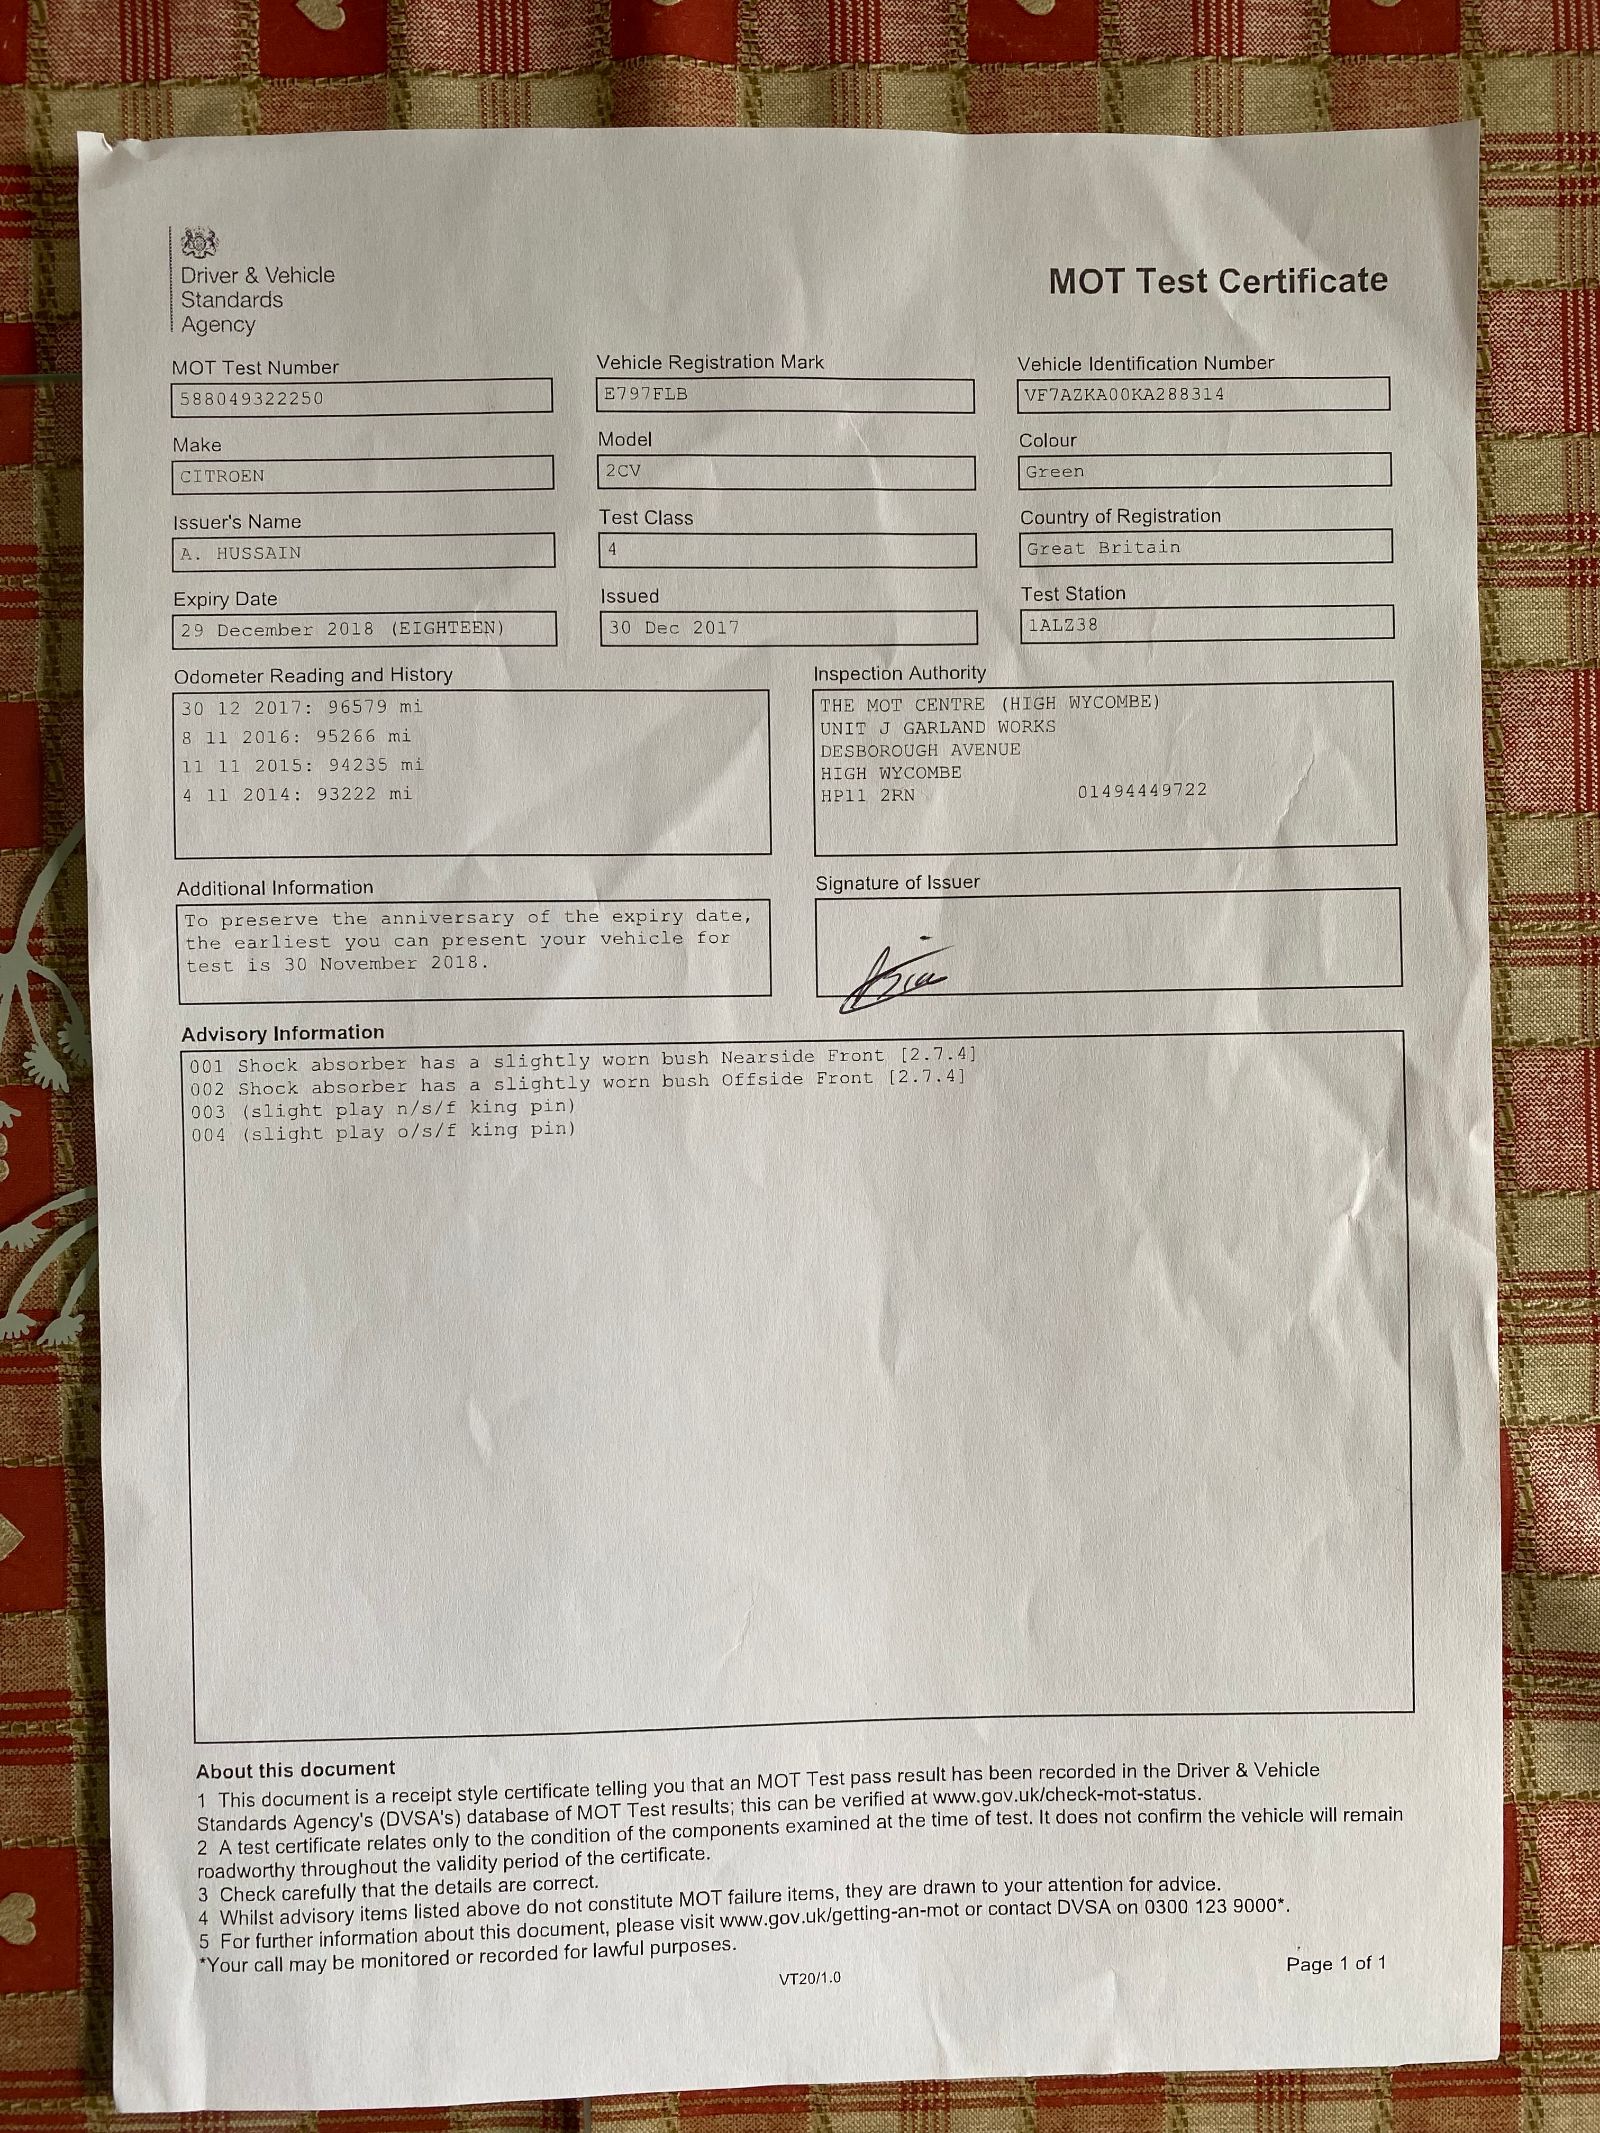 Driver & Vehicle
Standards
Agency
MOT Test Certificate
MOT Test Number
588049322250
Vehicle Registration Mark
E797FLB
Vehicle Identification Number
VF7AZKA00KA288314
Make
CITROEN
Model
2CV
Colour
Green
Issuer's Name
A. HUSSAIN
Test Class
4
Country of Registration
Great Britain
Expiry Date
29 December 2018 (EIGHTEEN)
Issued
30 Dec 2017
Test Station
1ALZ38
Odometer Reading and History
30 12 2017: 96579 mi
8 11 2016: 95266 mi
11 11 2015: 94235 mi
4 11 2014: 93222 mi
Inspection Authority
THE MOT CENTRE (HIGH WYCOMBE)
UNIT J GARLAND WORKS
DESBOROUGH AVENUE
HIGH WYCOMBE
HP11 2RN 01494449722
Additional Information
To preserve the anniversary of the expiry date,
the earliest you can present your vehicle for
test is 30 November 2018.
Signature of Issuer
Advisory Information
001 Shock absorber has a slightly worn bush Nearside Front [2.7.4]
002 Shock absorber has a slightly worn bush Offside Front [2.7.4]
003 (slight play n/s/f king pin)
004 (slight play o/s/f king pin)
About this document
1 This document is a receipt style certificate telling you that an MOT Test pass result has been recorded in the Driver & Vehicle
Standards Agency's (DVSA's) database of MOT Test results; this can be verified at www.gov.uk/check-mot-status.
2 A test certificate relates only to the condition of the components examined at the time of test. It does not confirm the vehicle will remain
roadworthy throughout the validity period of the certificate.
3 Check carefully that the details are correct.
4 Whilst advisory items listed above do not constitute MOT failure items, they are drawn to your attention for advice.
5 For further information about this document, please visit www.gov.uk/getting-an-mot or contact DVSA on 0300 123 9000*.
*Your call may be monitored or recorded for lawful purposes.
VT20/1.0
Page 1 of 1